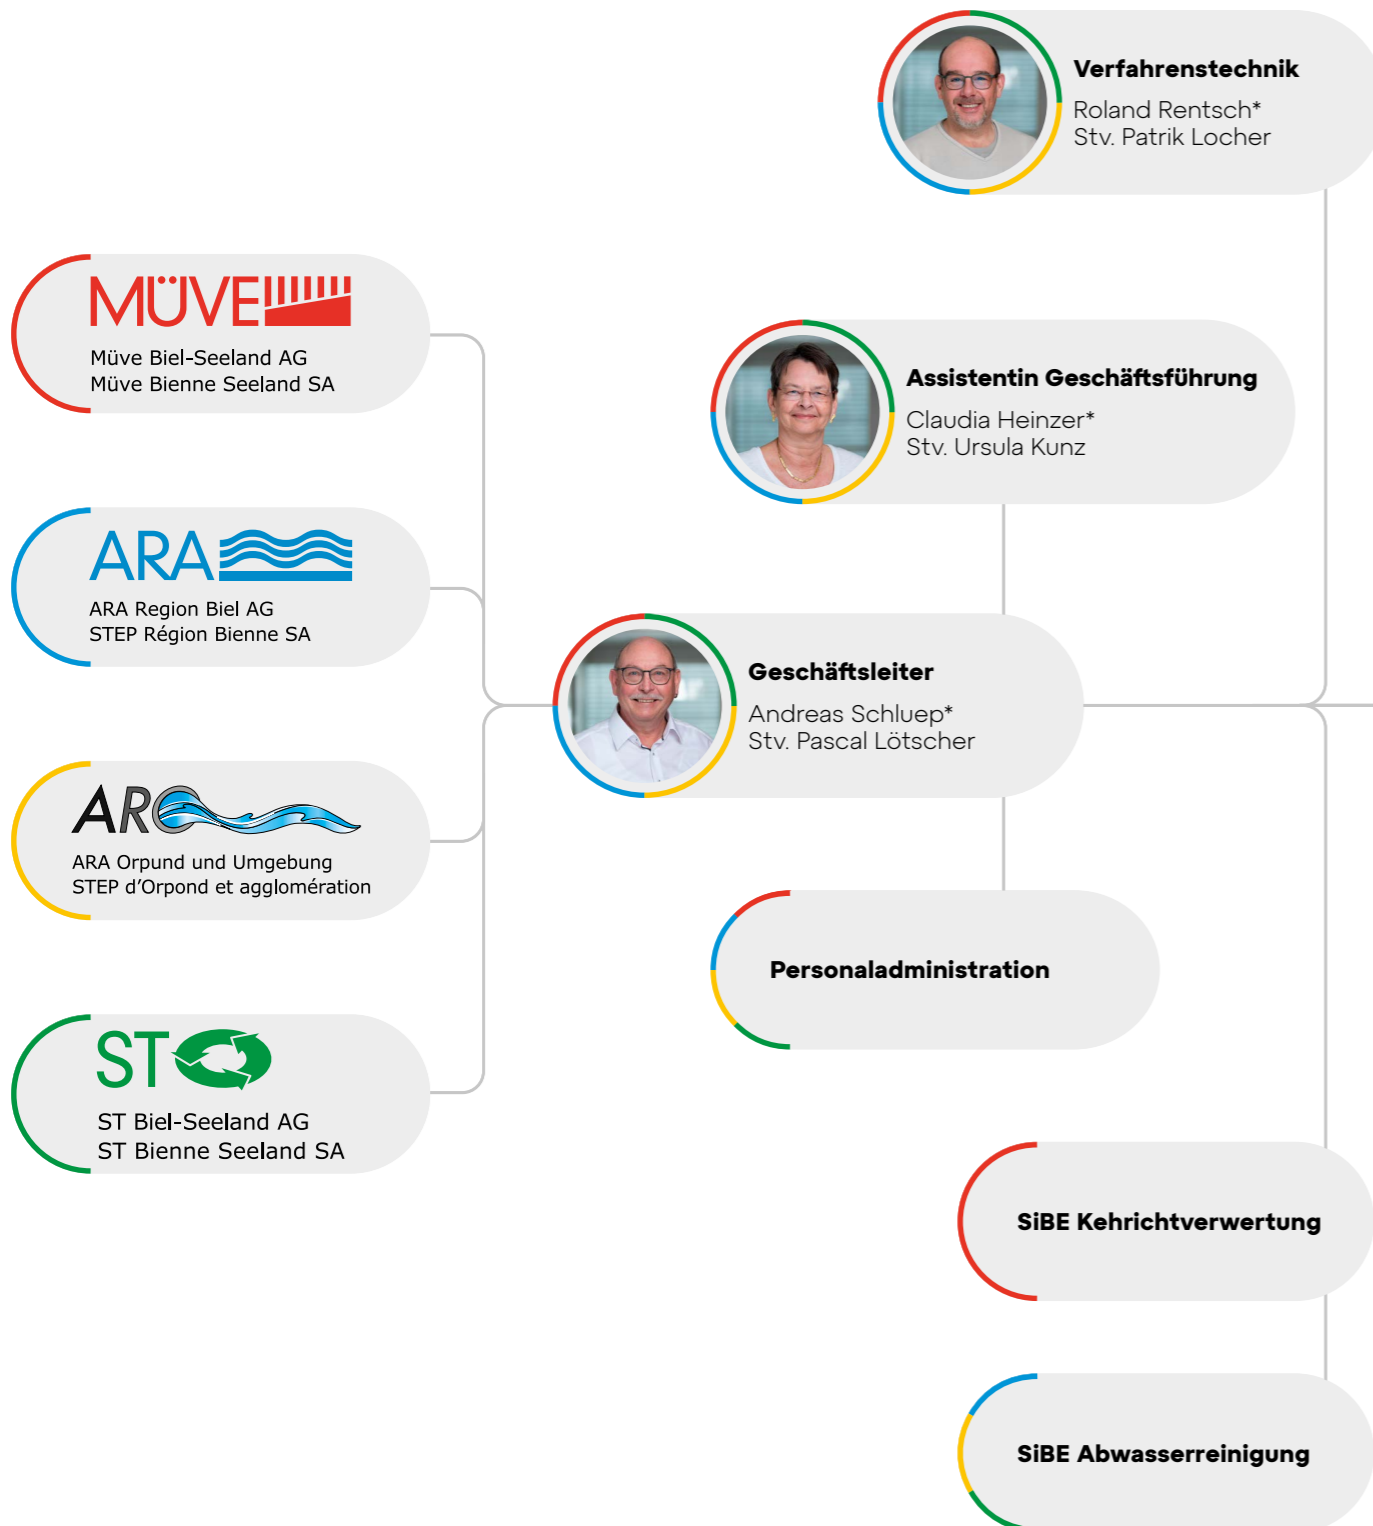 Verfahrenstechnik
Roland Rentsch*
Stv. Patrik Locher
MÜVE
Müve Biel-Seeland AG
Müve Bienne Seeland SA
Assistentin Geschäftsführung
Claudia Heinzer*
Stv. Ursula Kunz
ARA
ARA Region Biel AG
STEP Région Bienne SA
Geschäftsleiter
Andreas Schluep*
Stv. Pascal Lötscher
ARO
ARA Orpund und Umgebung
STEP d'Orpond et agglomération
Personaladministration
ST
ST Biel-Seeland AG
ST Bienne Seeland SA
SiBE Kehrichtverwertung
SiBE Abwasserreinigung